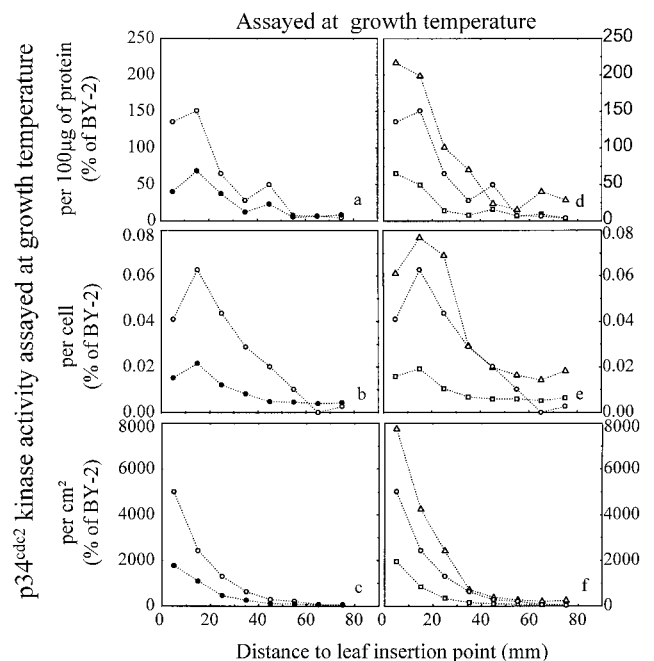 Assayed at growth temperature
p34cdc2 kinase activity assayed at growth temperature
per 100µg of protein
(% of BY-2)
250
200
150
100
50
0
a
d
250
200
150
100
50
0
per cell
(% of BY-2)
0.08
0.06
0.04
0.02
0.00
b
e
0.08
0.06
0.04
0.02
0.00
per cm²
(% of BY-2)
8000
6000
4000
2000
0
c
f
8000
6000
4000
2000
0
0 20 40 60 80 0 20 40 60 80
Distance to leaf insertion point (mm)